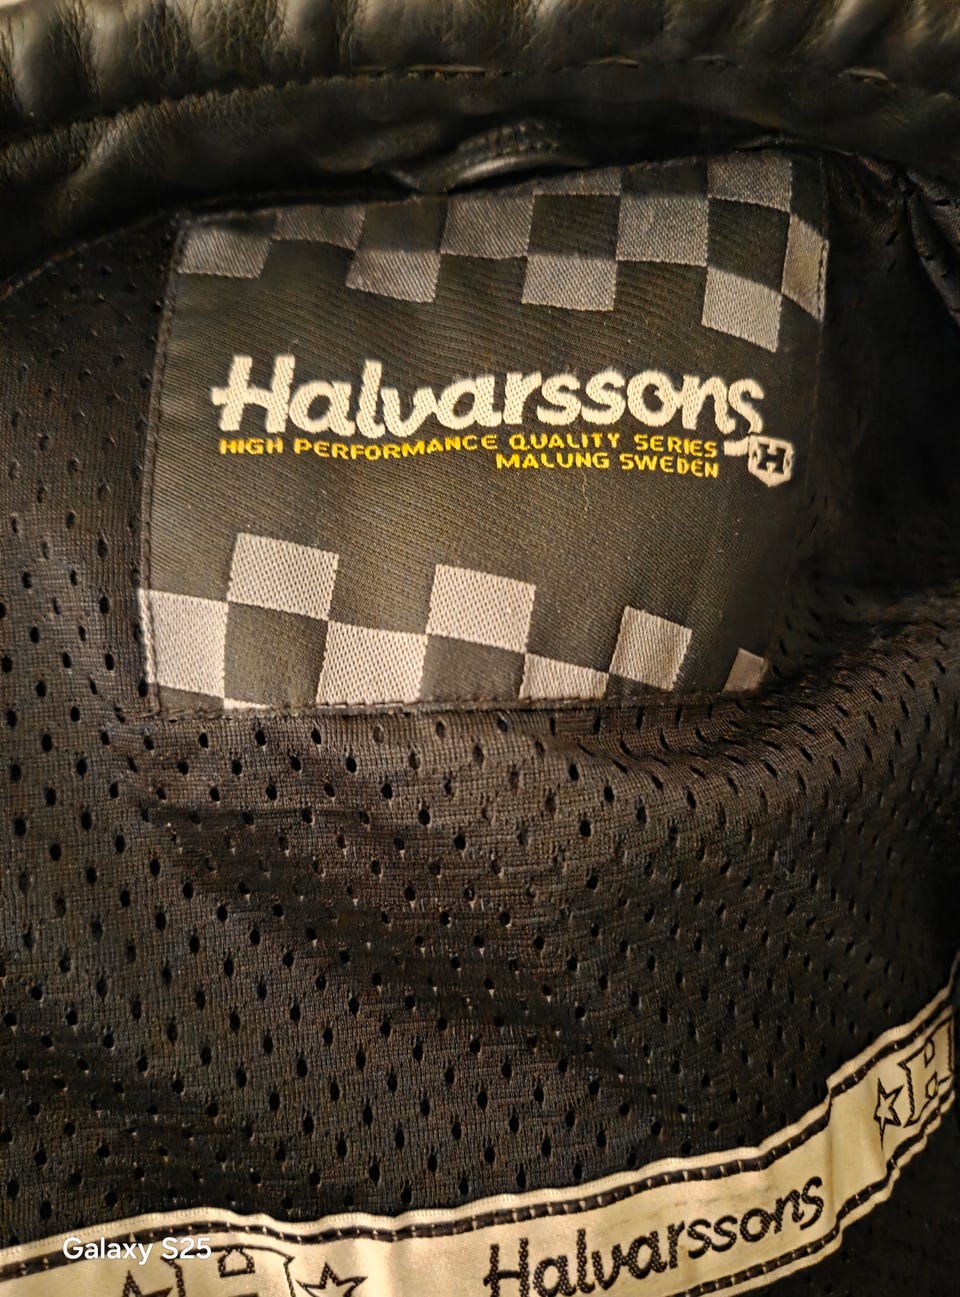 Halvarssons
HIGH PERFORMANCE QUALITY SERIES
MALUNG SWEDEN
H
H
Halvarssons
H
Galaxy S25